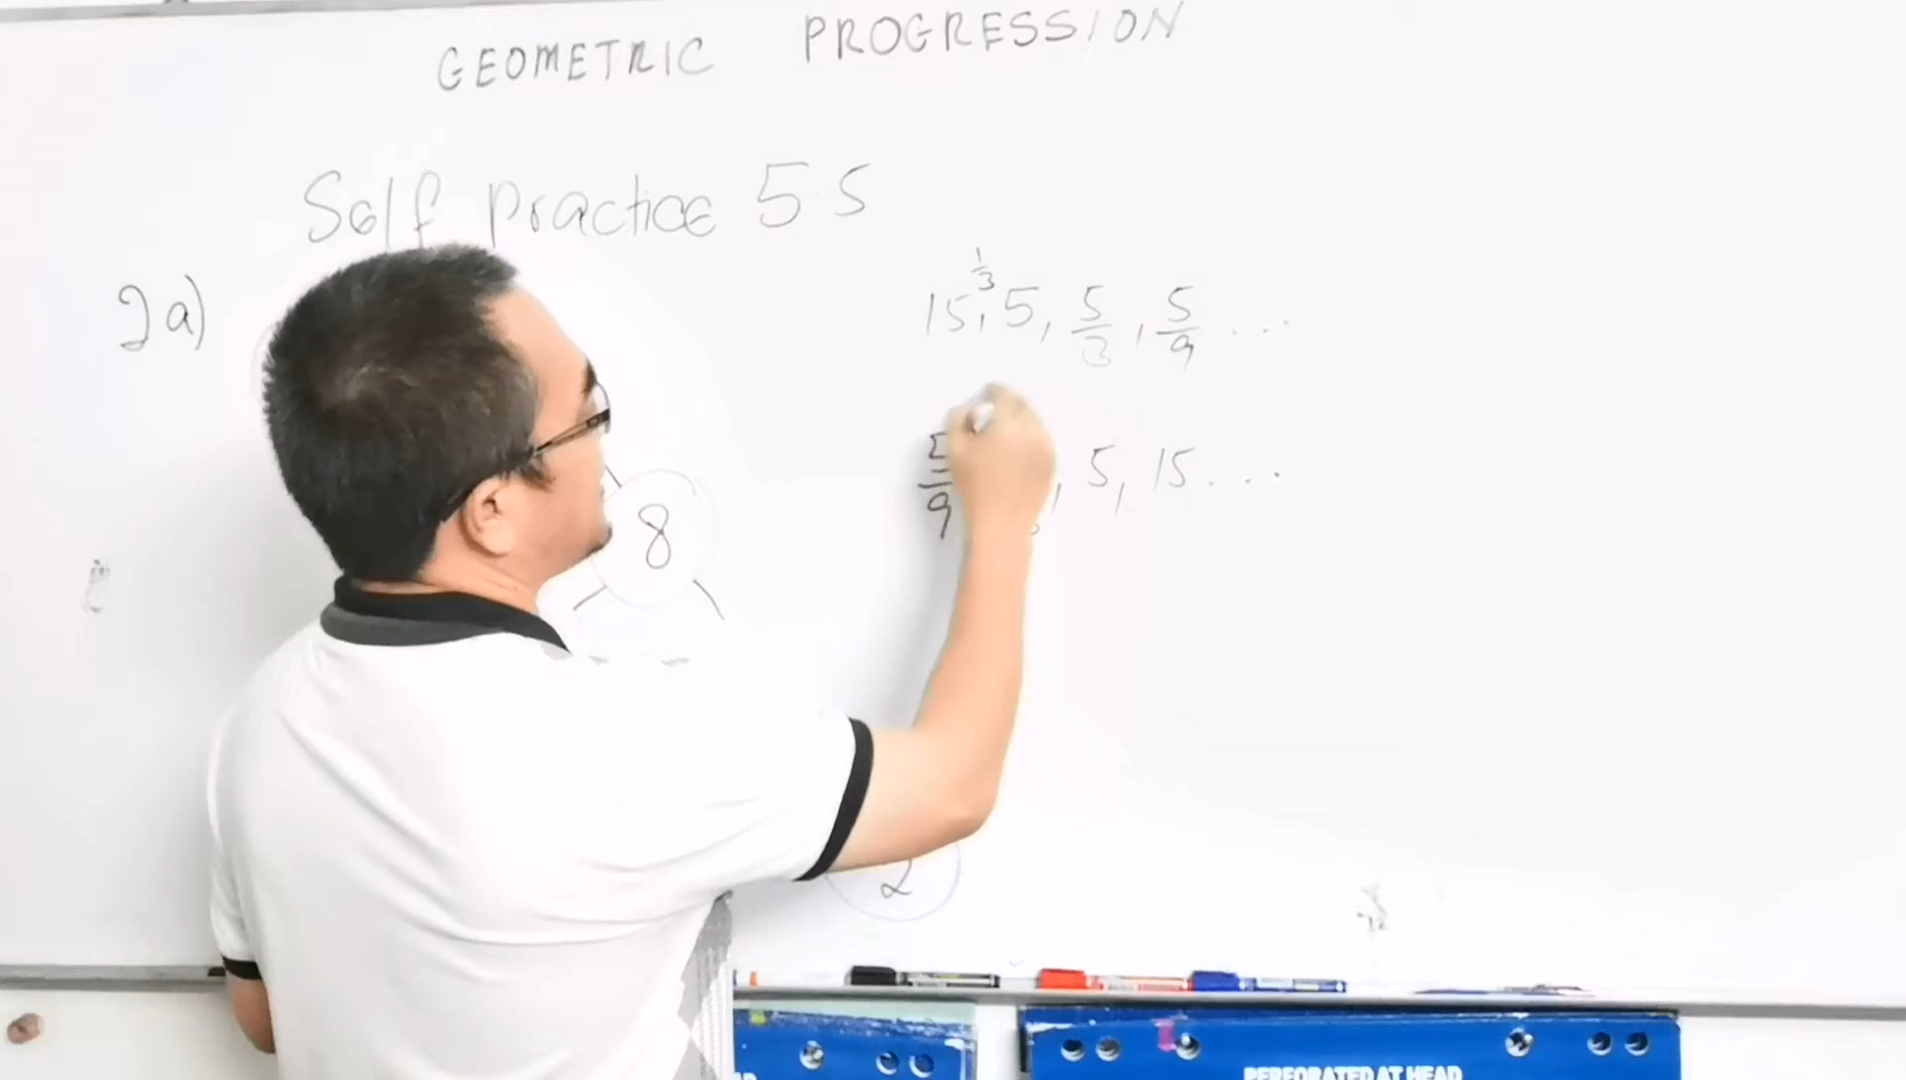 GEOMETRIC PROGRESSION
Self practice 5.5
2a)
1/3
15, 5, 5/3, 5/9 ...
5/9 , 5, 15 ...
8
2
PERFORATED AT HEAD